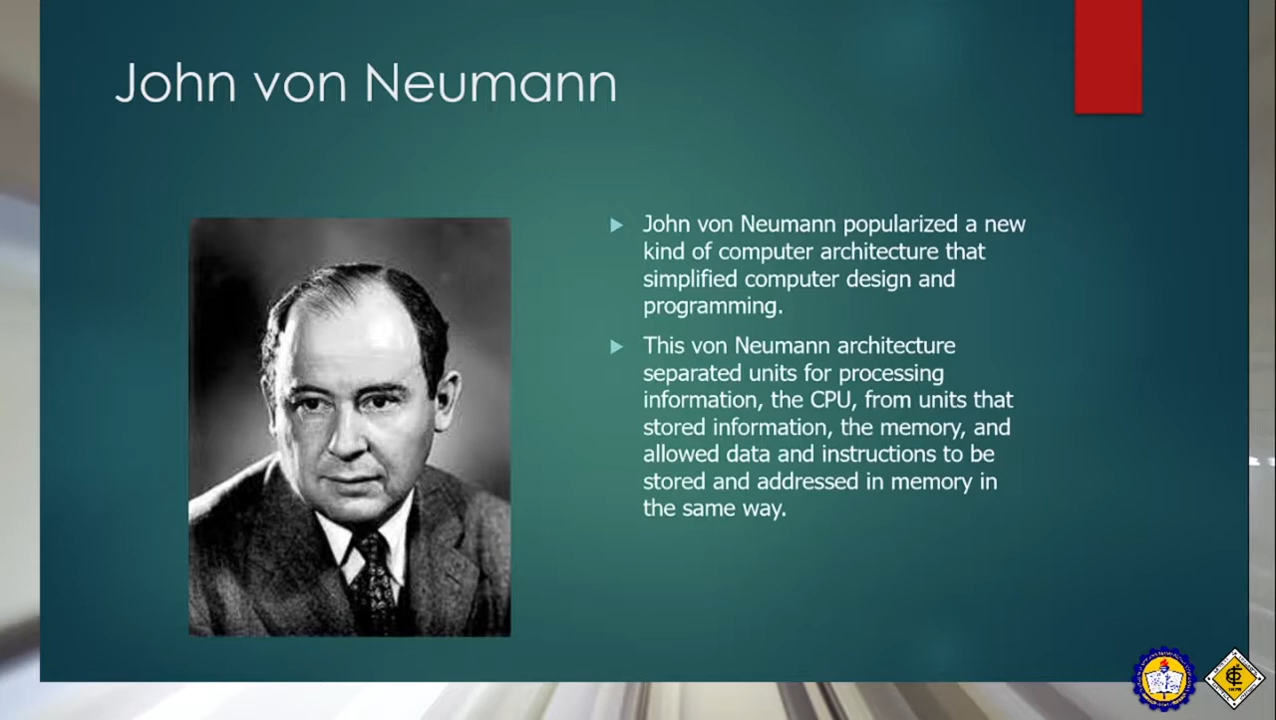 John von Neumann
John von Neumann popularized a new
kind of computer architecture that
simplified computer design and
programming.
This von Neumann architecture
separated units for processing
information, the CPU, from units that
stored information, the memory, and
allowed data and instructions to be
stored and addressed in memory in
the same way.